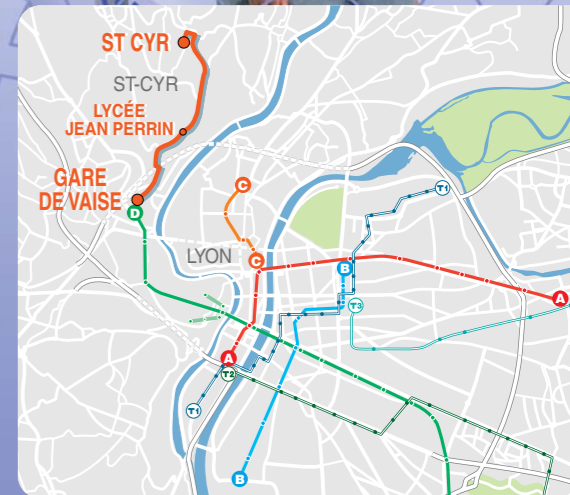 ST CYR
ST-CYR
LYCÉE
JEAN PERRIN
GARE
DE VAISE
D
C
T1
LYON
C
B
A
T3
A
T2
T1
B